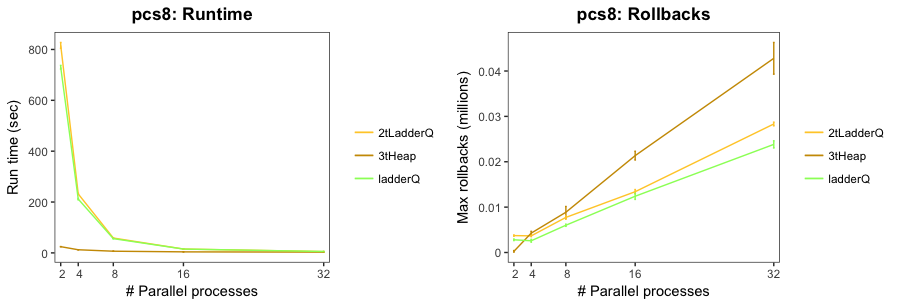 pcs8: Runtime
800
600
400
200
0
Run time (sec)
2 4 8 16 32
# Parallel processes
2tLadderQ
3tHeap
ladderQ
pcs8: Rollbacks
0.04
0.03
0.02
0.01
0
Max rollbacks (millions)
2 4 8 16 32
# Parallel processes
2tLadderQ
3tHeap
ladderQ